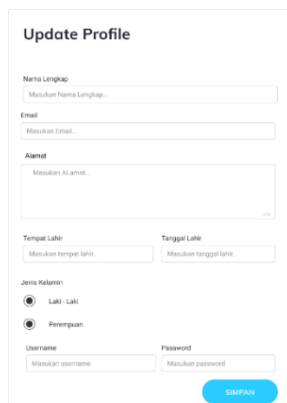 Update Profile
Nama Lengkap
Masukan Nama Lengkap...
Email
Masukan Email...
Alamat
Masukan ALamat...
Tempat Lahir Tanggal Lahir
Masukan tempat lahir. Masukan tanggal lahir.
Jenis Kelamin
Laki - Laki
Perempuan
Username Password
Masukan username Masukan password
SIMPAN